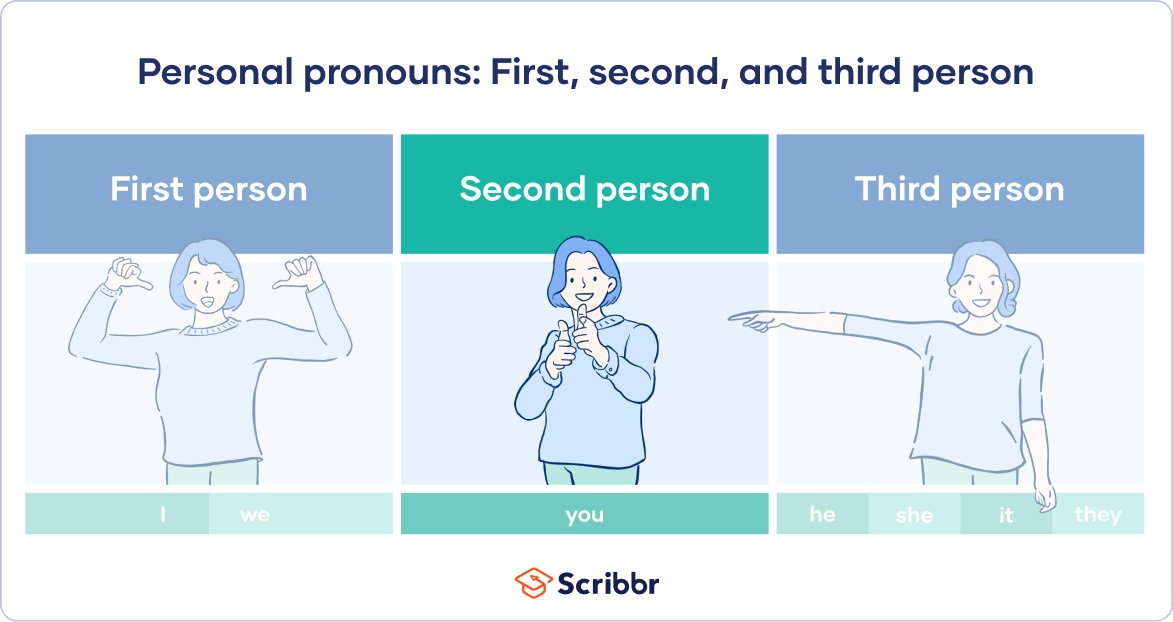 Personal pronouns: First, second, and third person
First person
Second person
Third person
I
we
you
he
she
it
they
Scribbr